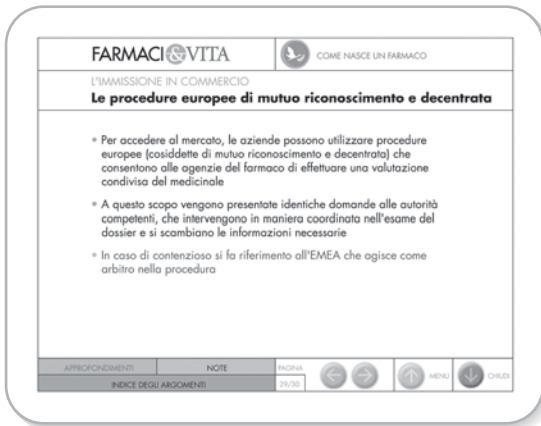 FARMACI&VITA
COME NASCE UN FARMACO
L'IMMISSIONE IN COMMERCIO
Le procedure europee di mutuo riconoscimento e decentrata
• Per accedere al mercato, le aziende possono utilizzare procedure
europee (cosiddette di mutuo riconoscimento e decentrata) che
consentono alle agenzie del farmaco di effettuare una valutazione
condivisa del medicinale
• A questo scopo vengono presentate identiche domande alle autorità
competenti, che intervengono in maniera coordinata nell'esame del
dossier e si scambiano le informazioni necessarie
• In caso di contenzioso si fa riferimento all'EMEA che agisce come
arbitro nella procedura
APPROFONDIMENTI
NOTE
PAGINA
MENU
CHIUDI
INDICE DEGLI ARGOMENTI
29/30